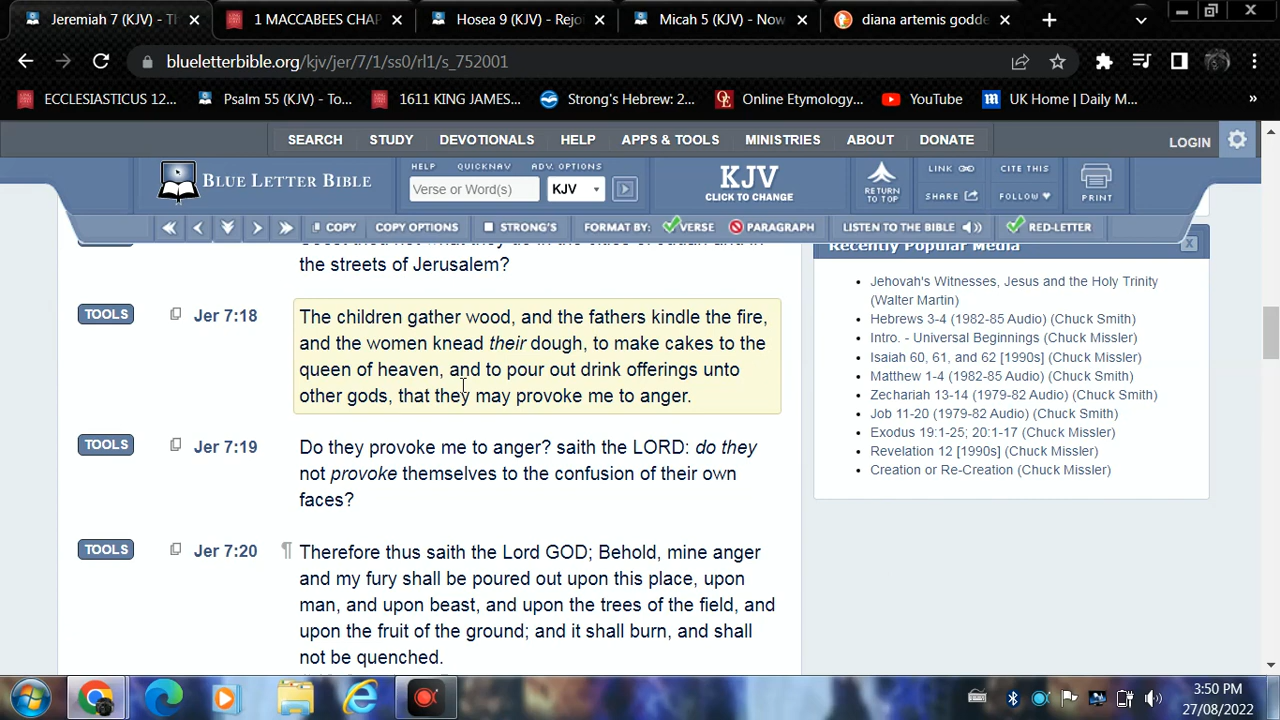 Jeremiah 7 (KJV) - Th
1 MACCABEES CHAP
Hosea 9 (KJV) - Rejoi
Micah 5 (KJV) - Now
diana artemis godde
blueletterbible.org/kjv/jer/7/1/ss0/rl1/s_752001
ECCLESIASTICUS 12...
Psalm 55 (KJV) - To...
1611 KING JAMES...
Strong's Hebrew: 2...
Online Etymology...
YouTube
UK Home | Daily M...
»
SEARCH STUDY DEVOTIONALS HELP APPS & TOOLS MINISTRIES ABOUT DONATE
LOGIN
BLUE LETTER BIBLE
HELP QUICKNAV ADV. OPTIONS
Verse or Word(s)
KJV
KJV
CLICK TO CHANGE
RETURN
TO TOP
LINK
CITE THIS
SHARE
FOLLOW
PRINT
COPY COPY OPTIONS STRONG'S FORMAT BY: VERSE PARAGRAPH LISTEN TO THE BIBLE RED-LETTER
the streets of Jerusalem?
TOOLS
Jer 7:18
The children gather wood, and the fathers kindle the fire,
and the women knead their dough, to make cakes to the
queen of heaven, and to pour out drink offerings unto
other gods, that they may provoke me to anger.
TOOLS
Jer 7:19
Do they provoke me to anger? saith the LORD: do they
not provoke themselves to the confusion of their own
faces?
TOOLS
Jer 7:20
¶ Therefore thus saith the Lord GOD; Behold, mine anger
and my fury shall be poured out upon this place, upon
man, and upon beast, and upon the trees of the field, and
upon the fruit of the ground; and it shall burn, and shall
not be quenched.
Recently Popular Media
Jehovah's Witnesses, Jesus and the Holy Trinity
(Walter Martin)
Hebrews 3-4 (1982-85 Audio) (Chuck Smith)
Intro. - Universal Beginnings (Chuck Missler)
Isaiah 60, 61, and 62 [1990s] (Chuck Missler)
Matthew 1-4 (1982-85 Audio) (Chuck Smith)
Zechariah 13-14 (1979-82 Audio) (Chuck Smith)
Job 11-20 (1979-82 Audio) (Chuck Smith)
Exodus 19:1-25; 20:1-17 (Chuck Missler)
Revelation 12 [1990s] (Chuck Missler)
Creation or Re-Creation (Chuck Missler)
3:50 PM
27/08/2022